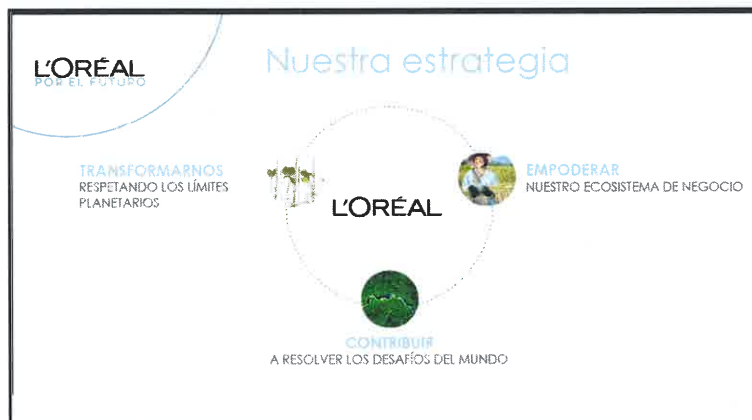 L'ORÉAL
POR EL FUTURO
Nuestra estrategia
TRANSFORMARNOS
RESPETANDO LOS LÍMITES
PLANETARIOS
L'ORÉAL
EMPODERAR
NUESTRO ECOSISTEMA DE NEGOCIO
CONTRIBUIR
A RESOLVER LOS DESAFÍOS DEL MUNDO